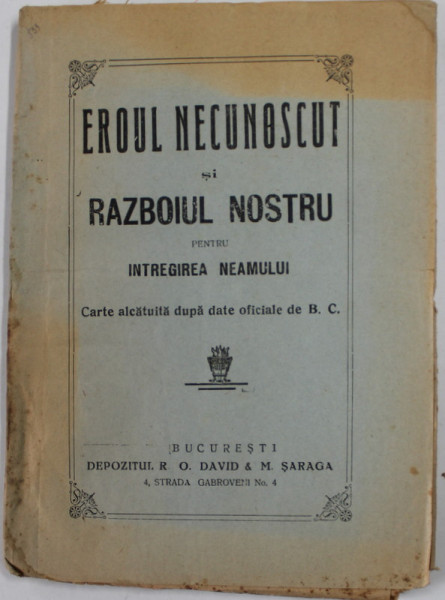 EROUL NECUNOSCUT
și
RAZBOIUL NOSTRU
PENTRU
INTREGIREA NEAMULUI
Carte alcătuită după date oficiale de B. C.
BUCUREȘTI
DEPOZITUL R. O. DAVID & M. ȘARAGA
4, STRADA GABROVENI No. 4